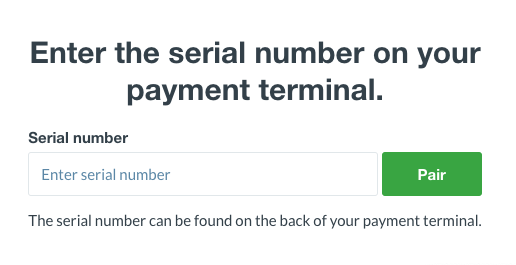 Enter the serial number on your
payment terminal.
Serial number
Enter serial number
Pair
The serial number can be found on the back of your payment terminal.